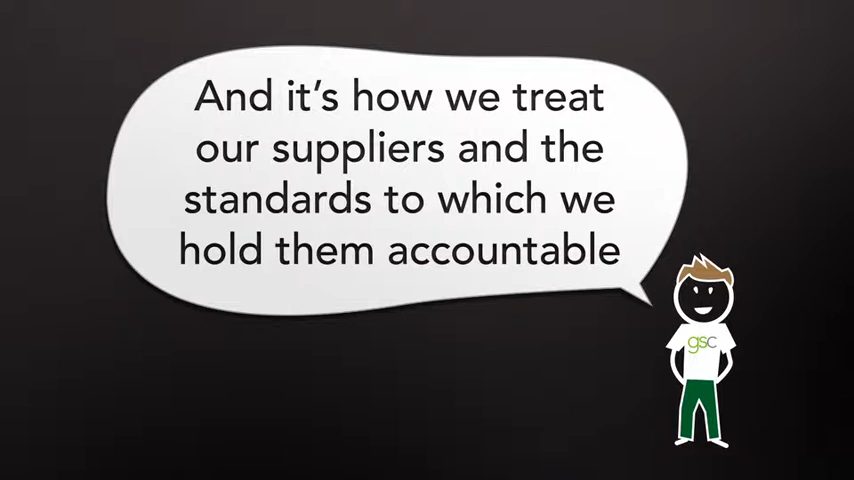 And it's how we treat
our suppliers and the
standards to which we
hold them accountable
gsc